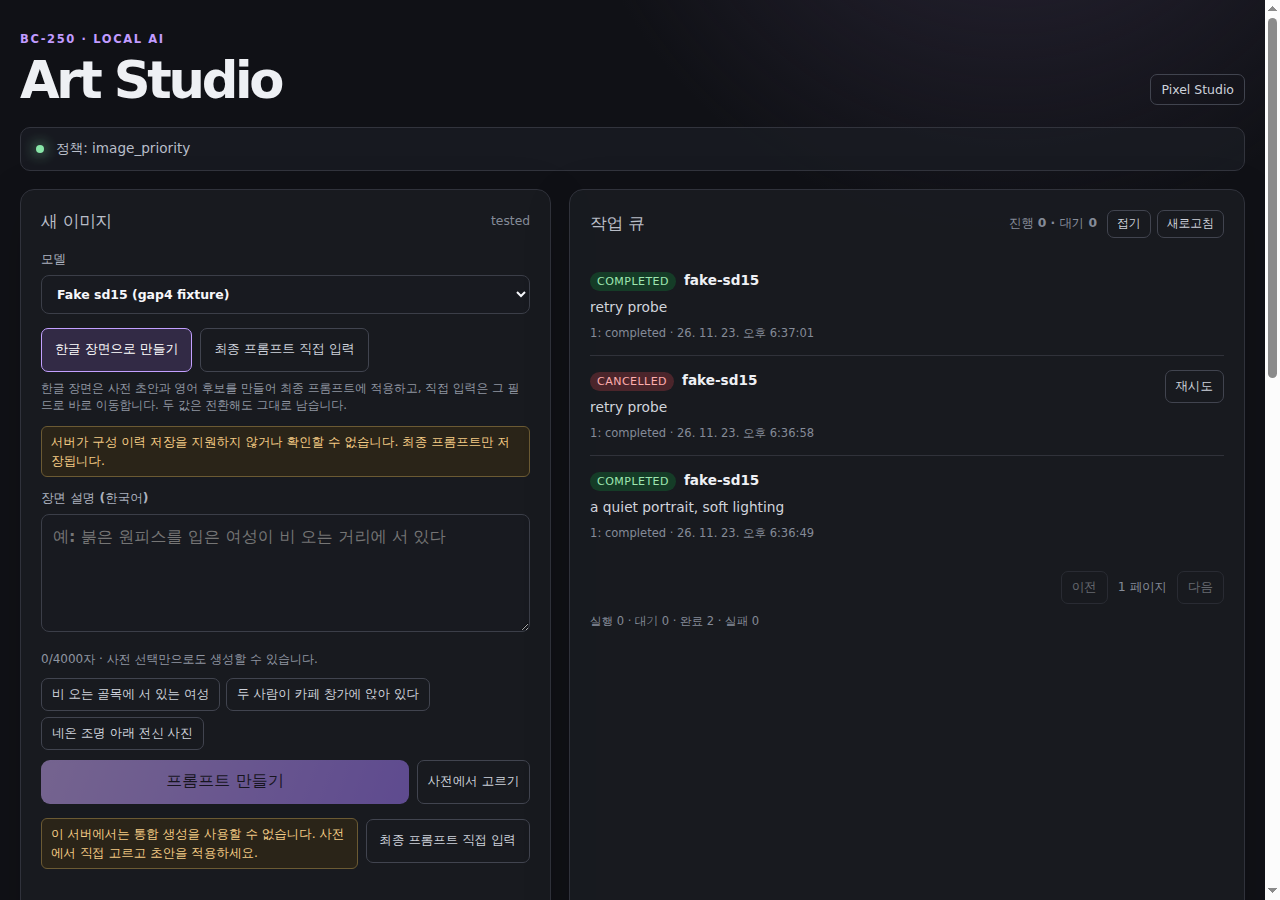 BC-250 · LOCAL AI
Art Studio
Pixel Studio
정책: image_priority
새 이미지
tested
모델
Fake sd15 (gap4 fixture)
한글 장면으로 만들기
최종 프롬프트 직접 입력
한글 장면은 사전 초안과 영어 후보를 만들어 최종 프롬프트에 적용하고, 직접 입력은 그 필
드로 바로 이동합니다. 두 값은 전환해도 그대로 남습니다.
서버가 구성 이력 저장을 지원하지 않거나 확인할 수 없습니다. 최종 프롬프트만 저
장됩니다.
장면 설명 (한국어)
예: 붉은 원피스를 입은 여성이 비 오는 거리에 서 있다
0/4000자 · 사전 선택만으로도 생성할 수 있습니다.
비 오는 골목에 서 있는 여성
두 사람이 카페 창가에 앉아 있다
네온 조명 아래 전신 사진
프롬프트 만들기
사전에서 고르기
이 서버에서는 통합 생성을 사용할 수 없습니다. 사전
에서 직접 고르고 초안을 적용하세요.
최종 프롬프트 직접 입력
작업 큐
진행 0 · 대기 0
접기
새로고침
COMPLETED fake-sd15
retry probe
1: completed · 26. 11. 23. 오후 6:37:01
CANCELLED fake-sd15
재시도
retry probe
1: completed · 26. 11. 23. 오후 6:36:58
COMPLETED fake-sd15
a quiet portrait, soft lighting
1: completed · 26. 11. 23. 오후 6:36:49
이전
1 페이지
다음
실행 0 · 대기 0 · 완료 2 · 실패 0